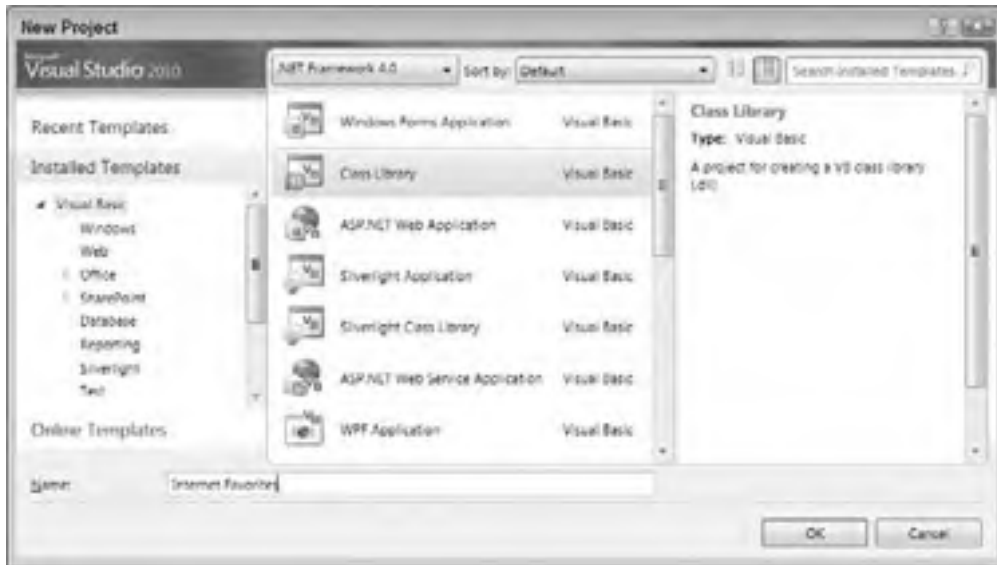 New Project
Microsoft
Visual Studio 2010
.NET Framework 4.0
Sort by: Default
Search Installed Templates
Recent Templates
Installed Templates
Visual Basic
Windows
Web
Office
SharePoint
Database
Reporting
Silverlight
Test
Online Templates
Windows Forms Application Visual Basic
Class Library Visual Basic
ASP.NET Web Application Visual Basic
Silverlight Application Visual Basic
Silverlight Class Library Visual Basic
ASP.NET Web Service Application Visual Basic
WPF Application Visual Basic
Class Library
Type: Visual Basic
A project for creating a VB class library
(.dll)
Name: Internet Favorites
OK Cancel